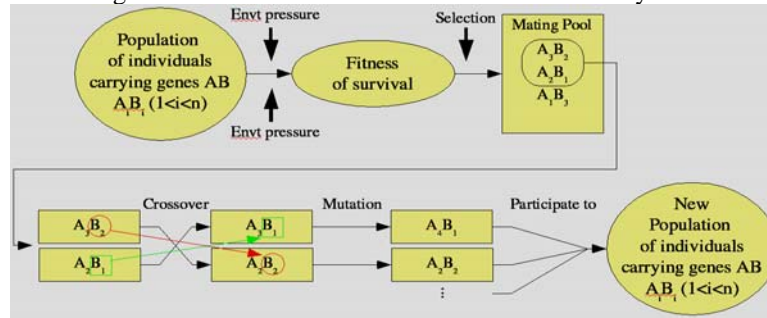 Envt pressure
Population
of individuals
carrying genes AB
AᵢBᵢ (1<i<n)
Envt pressure
Fitness
of survival
Selection
Mating Pool
A₃B₂
A₂B₁
A₁B₃
Crossover
Mutation
Participate to
A₃B₂
A₂B₁
A₃B₁
A₂B₂
A₄B₁
A₂B₂
⋮
New
Population
of individuals
carrying genes AB
AᵢBᵢ (1<i<n)